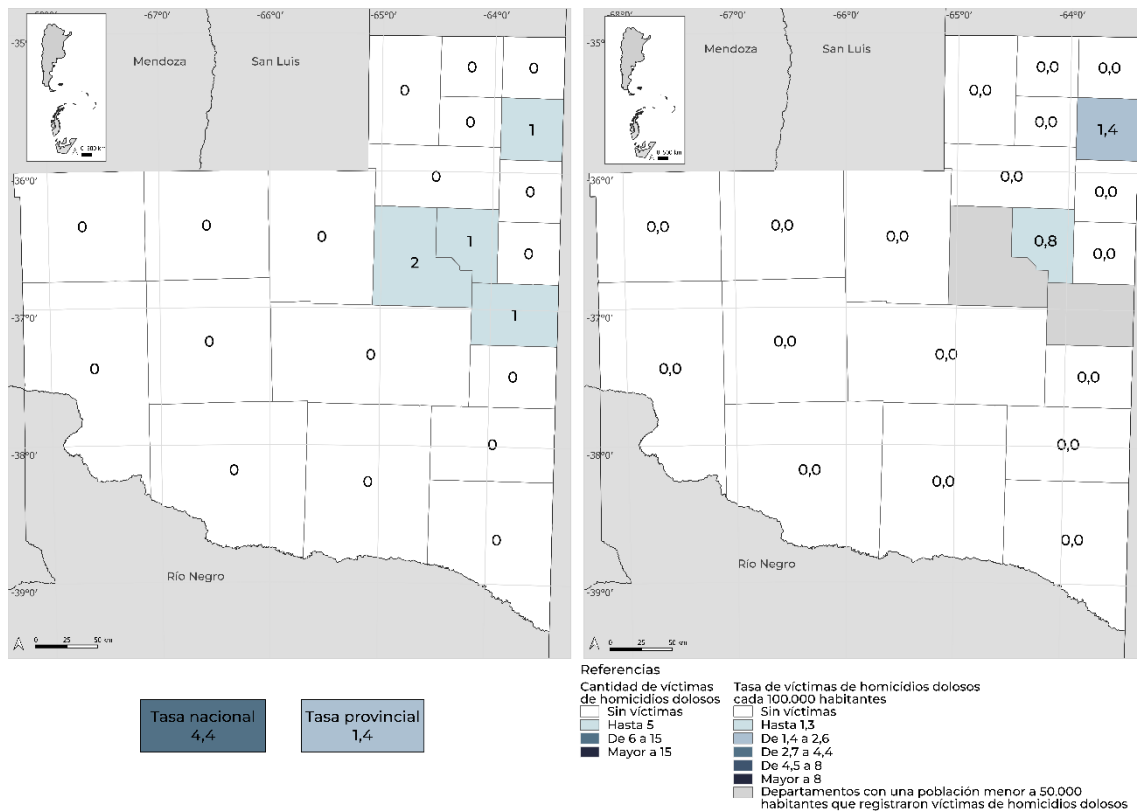 -67°0' -66°0' -65°0' -64°0'
-35°
Mendoza San Luis
0 0 0
0 1
-36°0'
0 0
0 0 0
2 1 0
-37°0'
1
0 0 0
0
0
-38°0'
0 0
0
Río Negro
-39°0'
0 25 50 km
-68°0' -67°0' -66°0' -65°0' -64°0'
-35°
0 500 km
Mendoza San Luis
0,0 0,0 0,0
0,0 1,4
-36°0'
0,0 0,0
0,0 0,0 0,0
0,8 0,0
-37°0'
0,0 0,0 0,0
0,0
0,0
-38°0'
0,0 0,0
0,0
Río Negro
-39°0'
0 25 50 km
Tasa nacional
4,4
Tasa provincial
1,4
Referencias
Cantidad de víctimas
de homicidios dolosos
Sin víctimas
Hasta 5
De 6 a 15
Mayor a 15
Tasa de víctimas de homicidios dolosos
cada 100.000 habitantes
Sin víctimas
Hasta 1,3
De 1,4 a 2,6
De 2,7 a 4,4
De 4,5 a 8
Mayor a 8
Departamentos con una población menor a 50.000
habitantes que registraron víctimas de homicidios dolosos